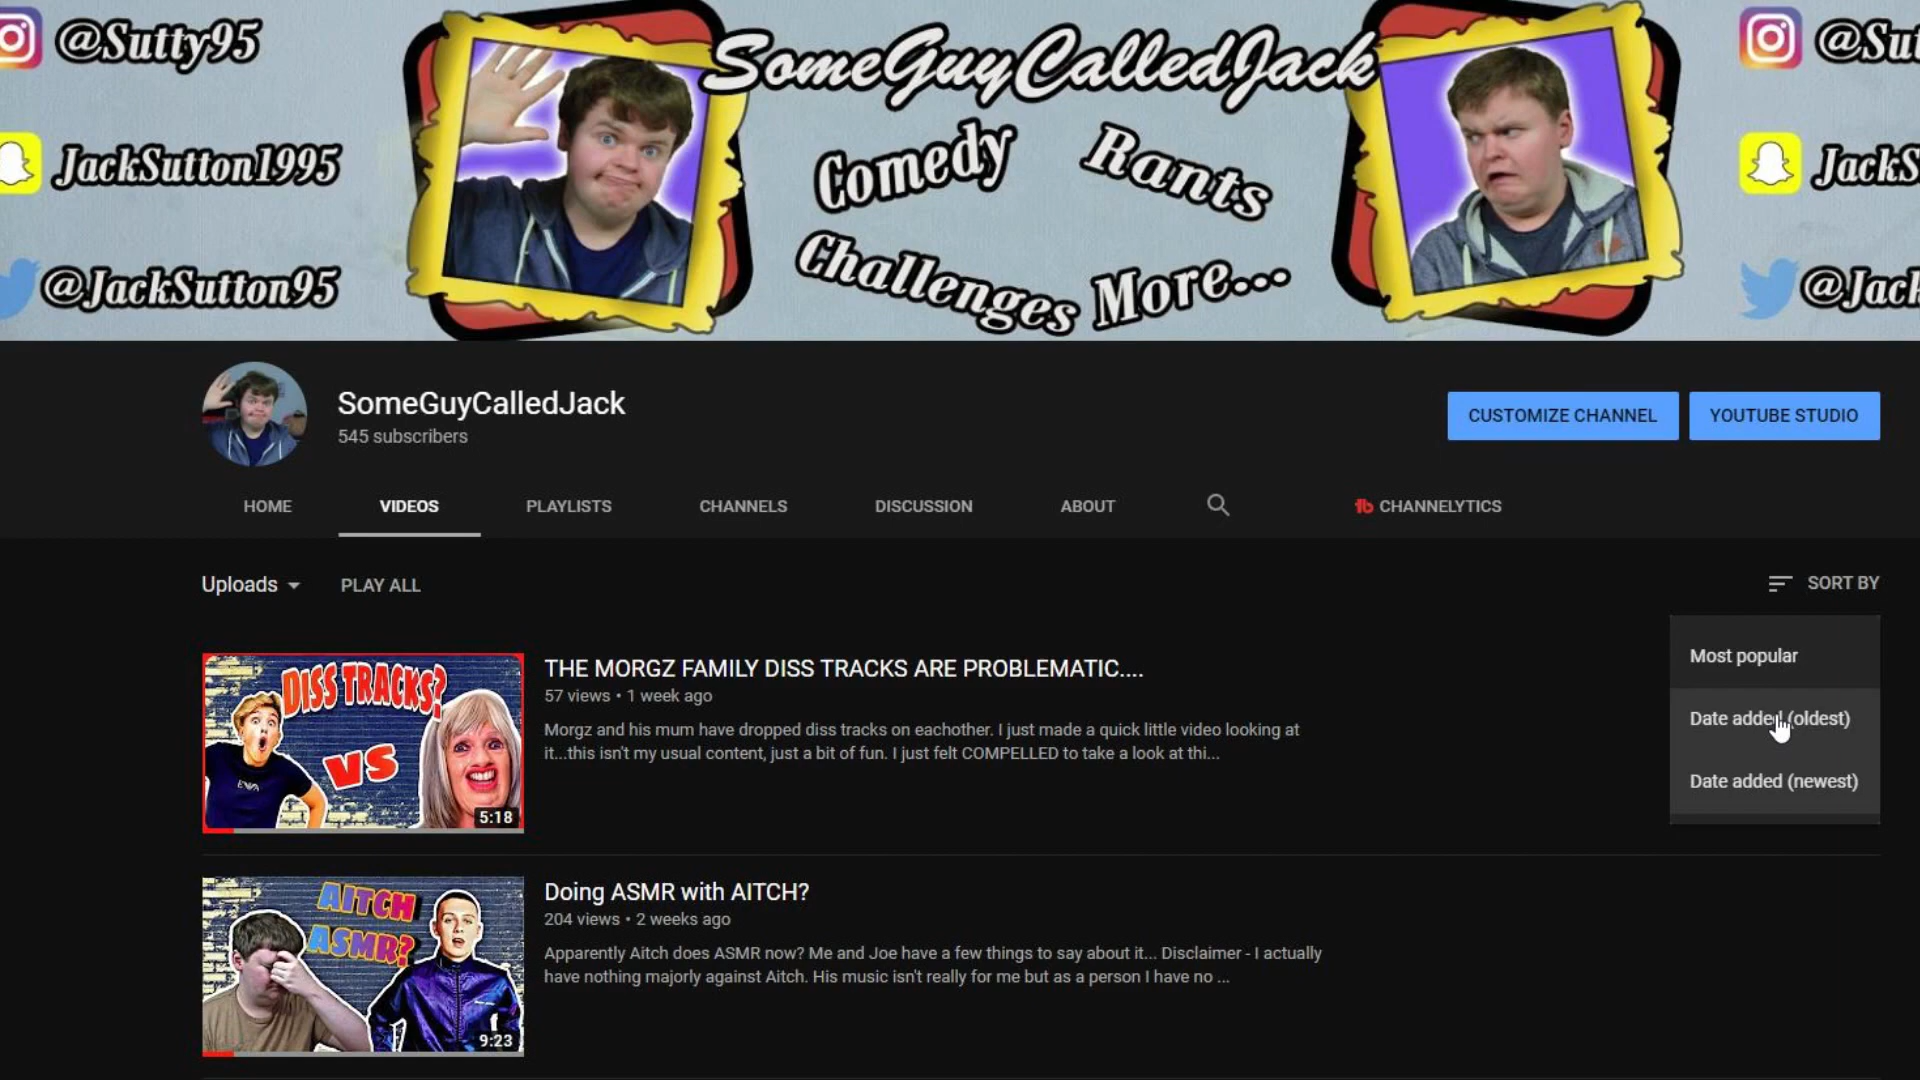 @Sutty95
JackSutton1995
@JackSutton95
SomeGuyCalledJack
Comedy
Rants
Challenges
More...
@Sut
JackS
@Jack
SomeGuyCalledJack
545 subscribers
CUSTOMIZE CHANNEL
YOUTUBE STUDIO
HOME
VIDEOS
PLAYLISTS
CHANNELS
DISCUSSION
ABOUT
tb CHANNELYTICS
Uploads
PLAY ALL
SORT BY
Most popular
Date added (oldest)
Date added (newest)
DISS TRACKS?
VS
5:18
THE MORGZ FAMILY DISS TRACKS ARE PROBLEMATIC....
57 views • 1 week ago
Morgz and his mum have dropped diss tracks on eachother. I just made a quick little video looking at
it...this isn't my usual content, just a bit of fun. I just felt COMPELLED to take a look at thi...
AITCH
ASMR?
9:23
Doing ASMR with AITCH?
204 views • 2 weeks ago
Apparently Aitch does ASMR now? Me and Joe have a few things to say about it... Disclaimer - I actually
have nothing majorly against Aitch. His music isn't really for me but as a person I have no ...